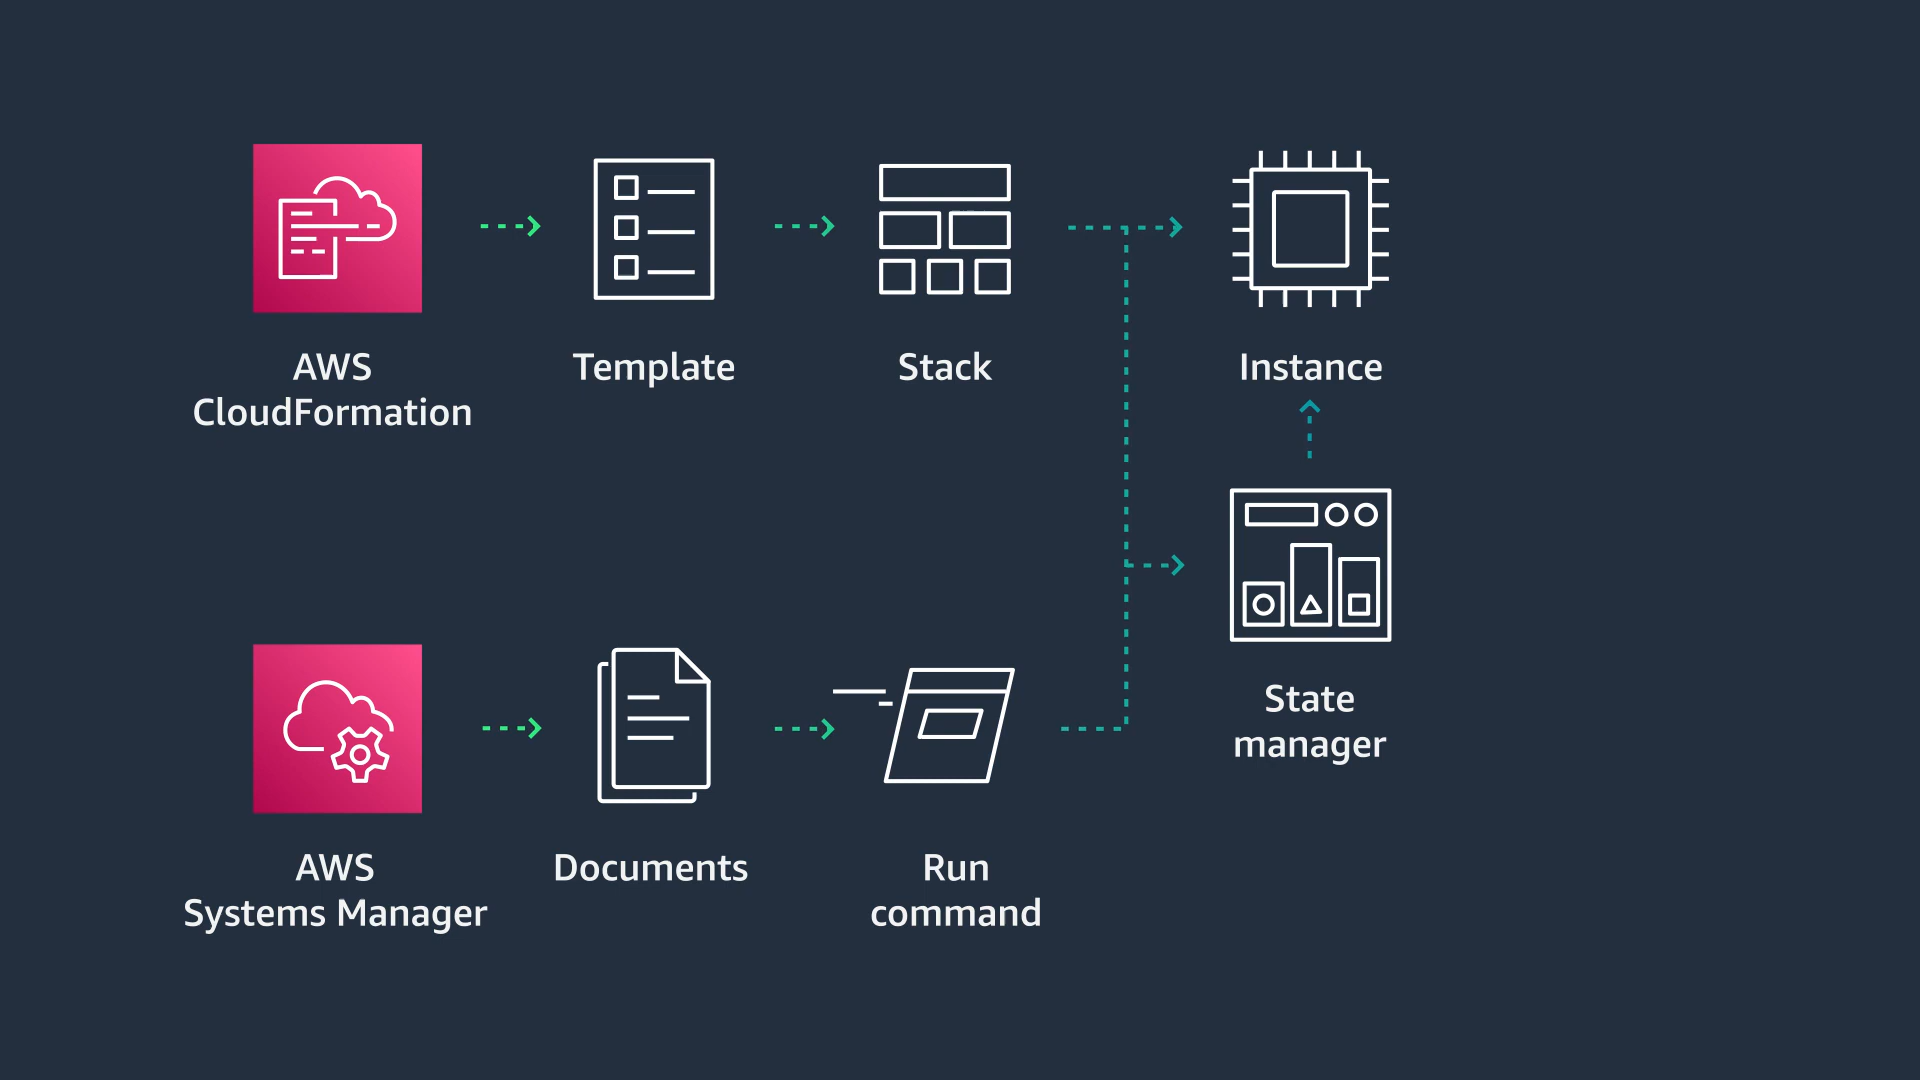 AWS
CloudFormation
Template
Stack
Instance
State
manager
AWS
Systems Manager
Documents
Run
command